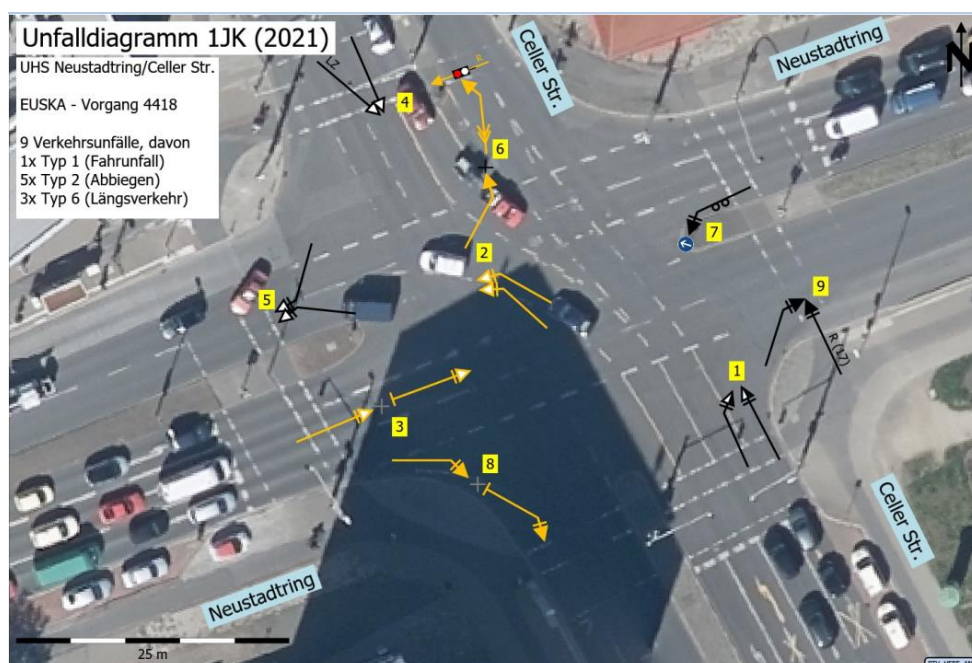 Unfalldiagramm 1JK (2021)
UHS Neustadtring/Celler Str.
EUSKA - Vorgang 4418
9 Verkehrsunfälle, davon
1x Typ 1 (Fahrunfall)
5x Typ 2 (Abbiegen)
3x Typ 6 (Längsverkehr)
Celler Str.
Neustadtring
N
LZ
R
4
6
7
2
5
9
R (LZ)
1
3
8
Celler Str.
Neustadtring
25 m